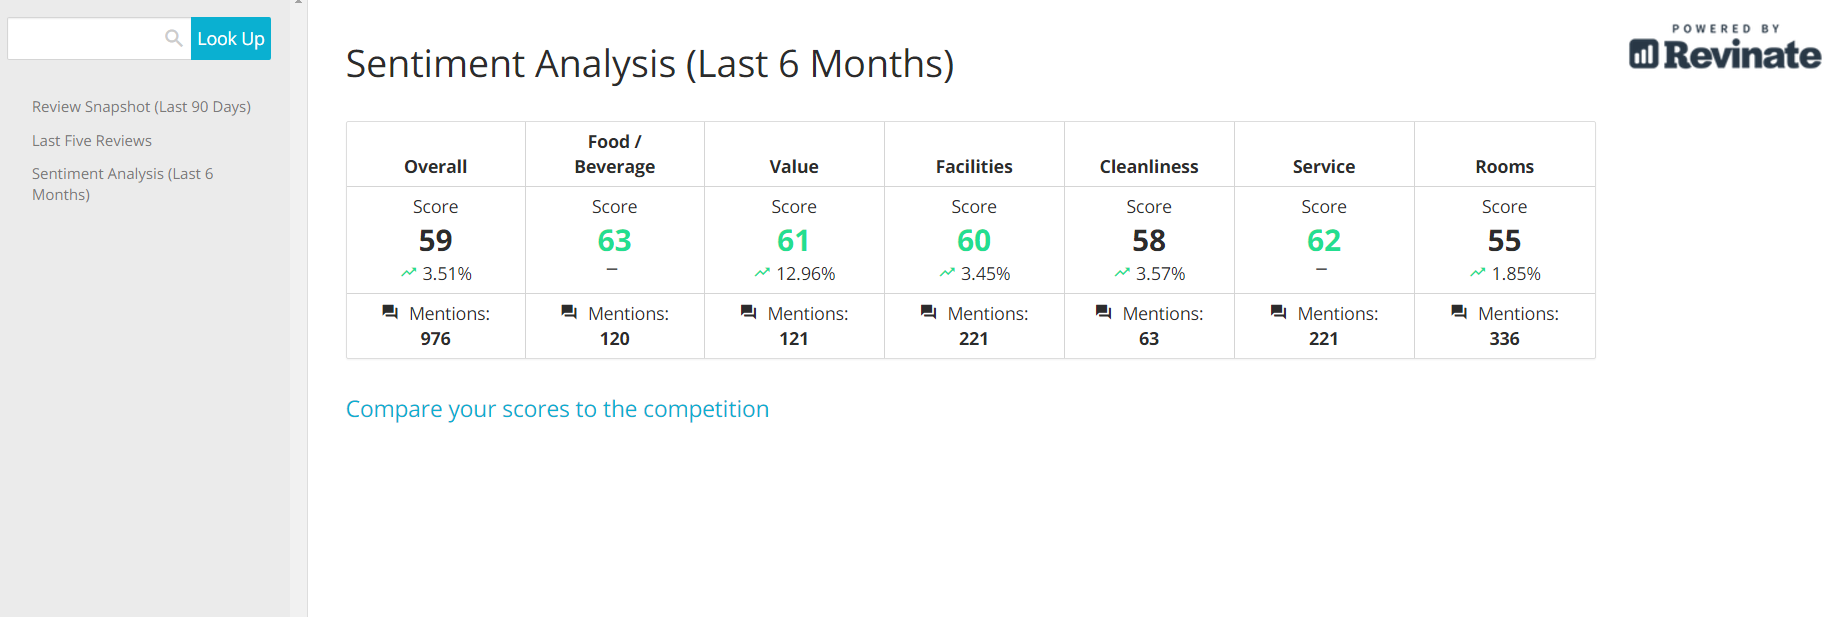 Look Up
Review Snapshot (Last 90 Days)
Last Five Reviews
Sentiment Analysis (Last 6
Months)
POWERED BY
Revinate
Sentiment Analysis (Last 6 Months)
Overall
Food /
Beverage
Value
Facilities
Cleanliness
Service
Rooms
Score Score Score Score Score Score Score
59 63 61 60 58 62 55
3.51% – 12.96% 3.45% 3.57% – 1.85%
Mentions: Mentions: Mentions: Mentions: Mentions: Mentions: Mentions:
976 120 121 221 63 221 336
Compare your scores to the competition